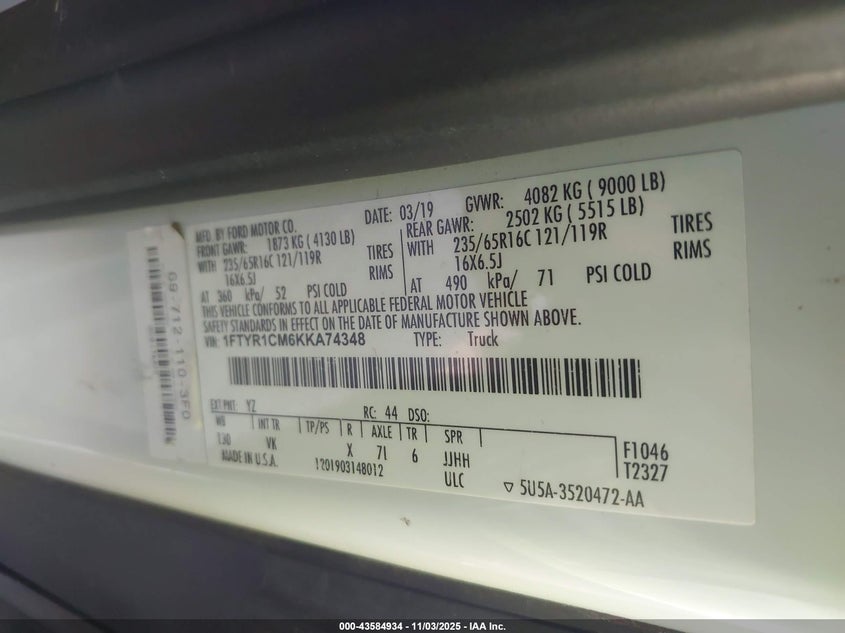 MFD. BY FORD MOTOR CO.
DATE: 03/19
GVWR: 4082 KG ( 9000 LB)
FRONT GAWR: 1873 KG ( 4130 LB)
REAR GAWR: 2502 KG ( 5515 LB)
WITH 235/65R16C 121/119R TIRES
16X6.5J RIMS
AT 360 kPa/ 52 PSI COLD
WITH 235/65R16C 121/119R TIRES
16X6.5J RIMS
AT 490 kPa/ 71 PSI COLD
THIS VEHICLE CONFORMS TO ALL APPLICABLE FEDERAL MOTOR VEHICLE
SAFETY STANDARDS IN EFFECT ON THE DATE OF MANUFACTURE SHOWN ABOVE.
VIN: 1FTYR1CM6KKA74348 TYPE: Truck
EXT PNT: YZ RC: 44 DSO:
WB INT TR TP/PS R AXLE TR SPR
130 VK X 71 6 JJHH
F1046
T2327
MADE IN U.S.A. 1201903148012 ULC
5U5A-3520472-AA
G9-712-110-3F0
000-43584934 - 11/03/2025 - IAA Inc.